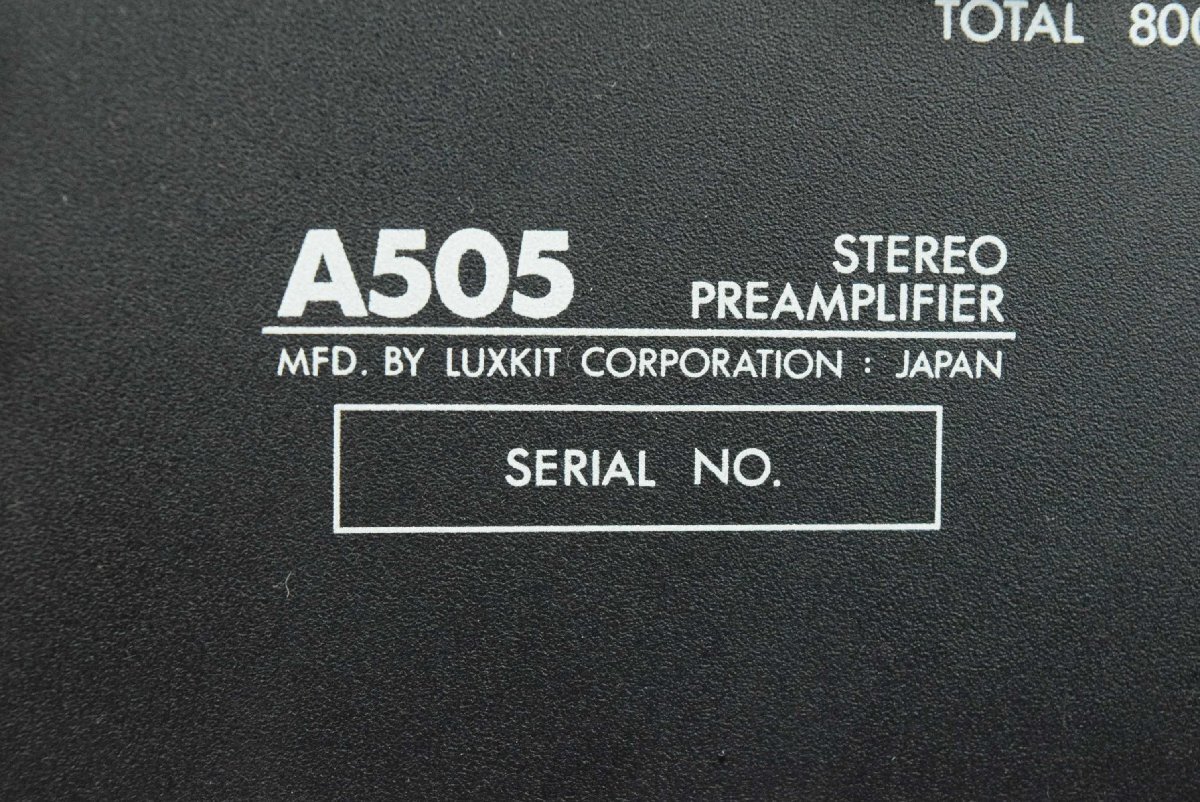 TOTAL
A505
STEREO
PREAMPLIFIER
MFD. BY LUXKIT CORPORATION : JAPAN
SERIAL NO.